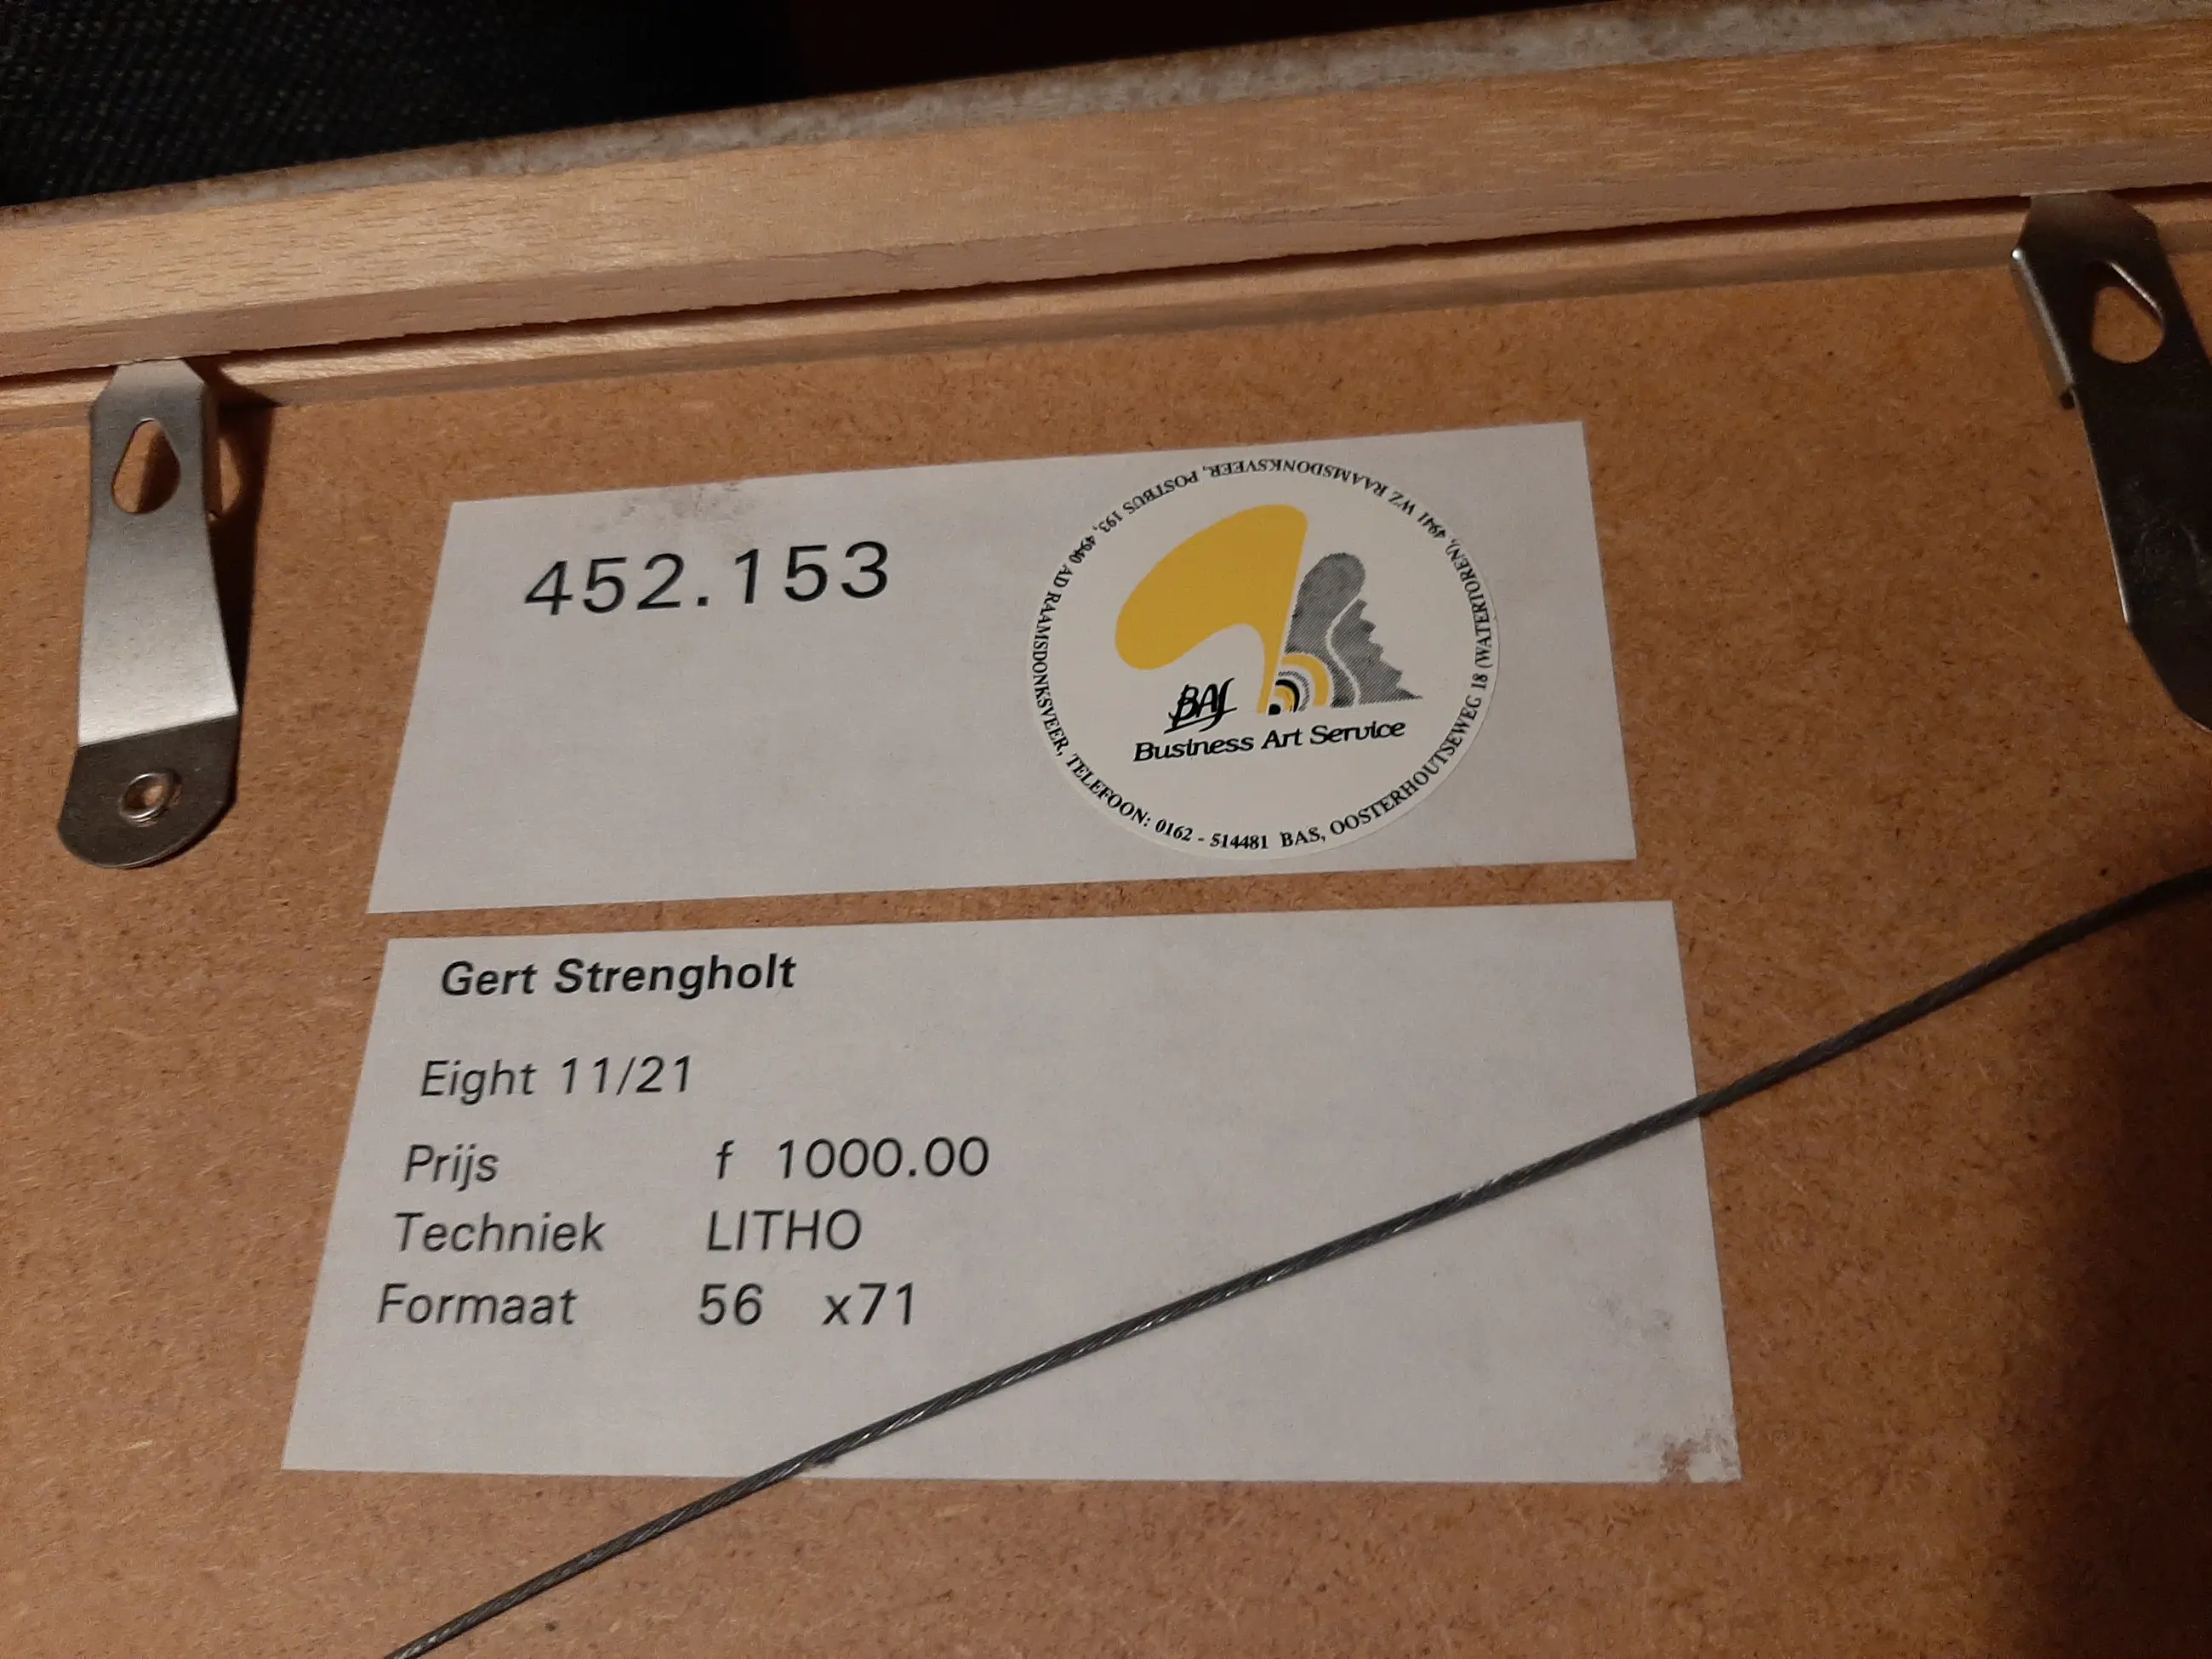 452.153
BAS
Business Art Service
BAS, OOSTERHOUTSEWEG 18 (WATERTOREN), 4941 WZ RAAMSDONKSVEER, POSTBUS 193, 4940 AD RAAMSDONKSVEER, TELEFOON: 0162 - 514481
Gert Strengholt
Eight 11/21
Prijs f 1000.00
Techniek LITHO
Formaat 56 x71